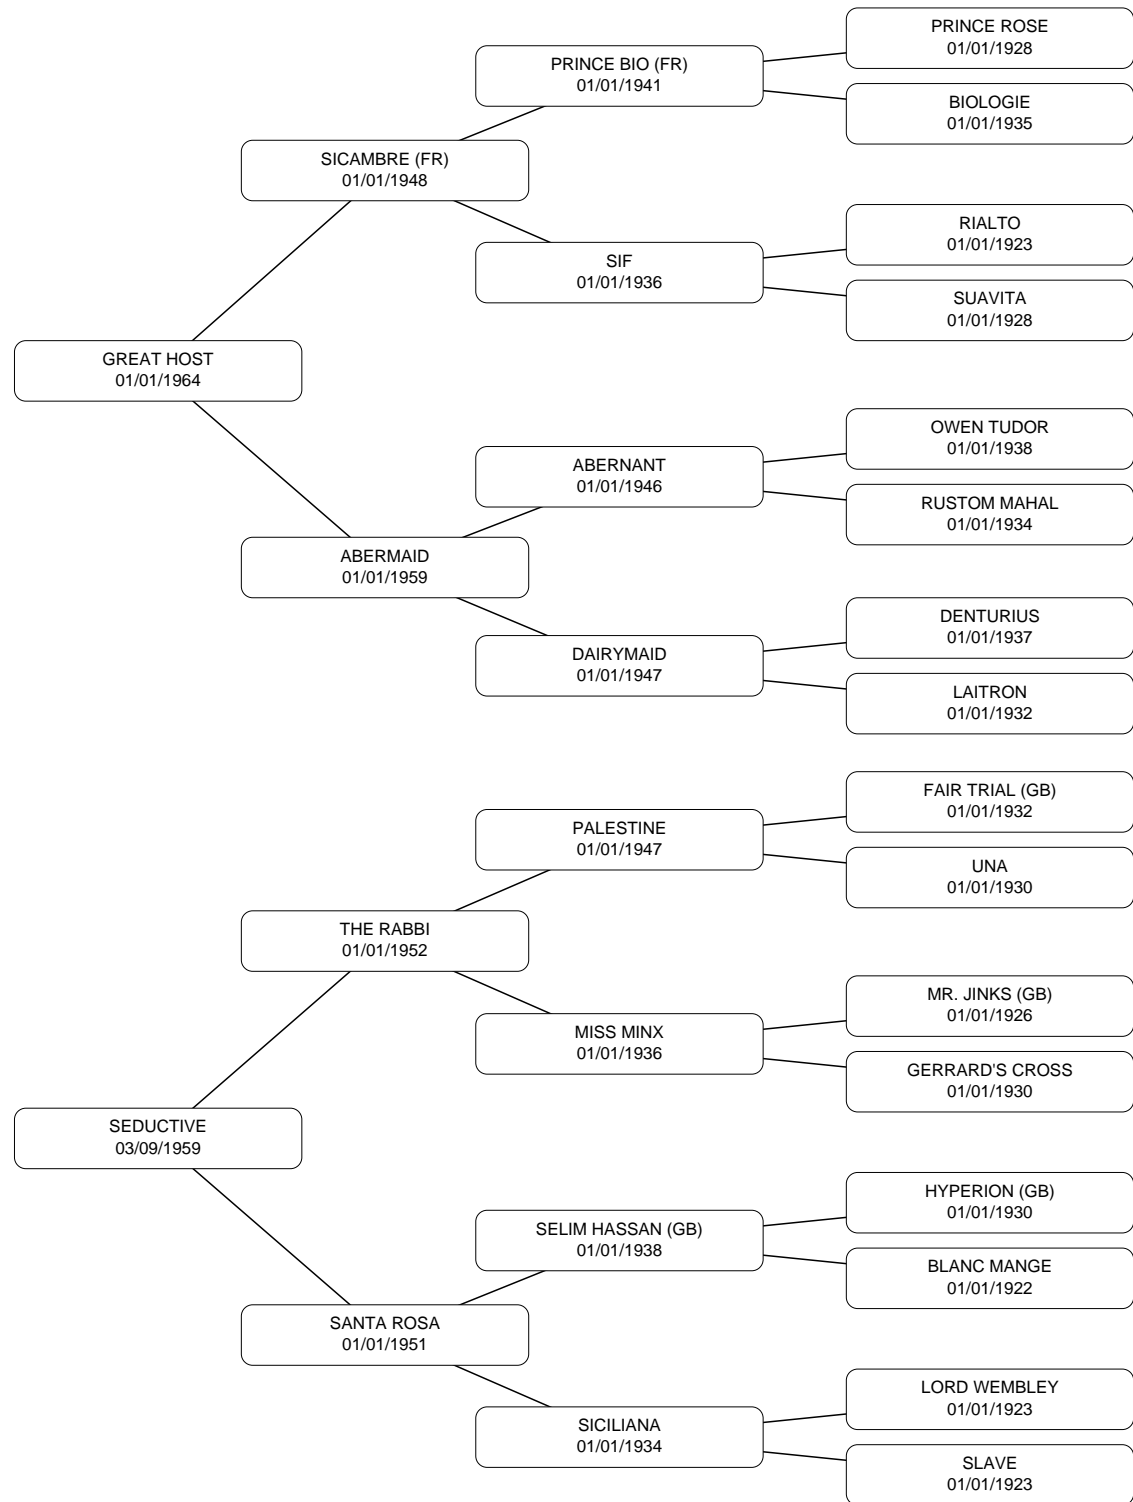 PRINCE ROSE
01/01/1928
PRINCE BIO (FR)
01/01/1941
BIOLOGIE
01/01/1935
SICAMBRE (FR)
01/01/1948
RIALTO
01/01/1923
SIF
01/01/1936
SUAVITA
01/01/1928
GREAT HOST
01/01/1964
OWEN TUDOR
01/01/1938
ABERNANT
01/01/1946
RUSTOM MAHAL
01/01/1934
ABERMAID
01/01/1959
DENTURIUS
01/01/1937
DAIRYMAID
01/01/1947
LAITRON
01/01/1932
FAIR TRIAL (GB)
01/01/1932
PALESTINE
01/01/1947
UNA
01/01/1930
THE RABBI
01/01/1952
MR. JINKS (GB)
01/01/1926
MISS MINX
01/01/1936
GERRARD'S CROSS
01/01/1930
SEDUCTIVE
03/09/1959
HYPERION (GB)
01/01/1930
SELIM HASSAN (GB)
01/01/1938
BLANC MANGE
01/01/1922
SANTA ROSA
01/01/1951
LORD WEMBLEY
01/01/1923
SICILIANA
01/01/1934
SLAVE
01/01/1923